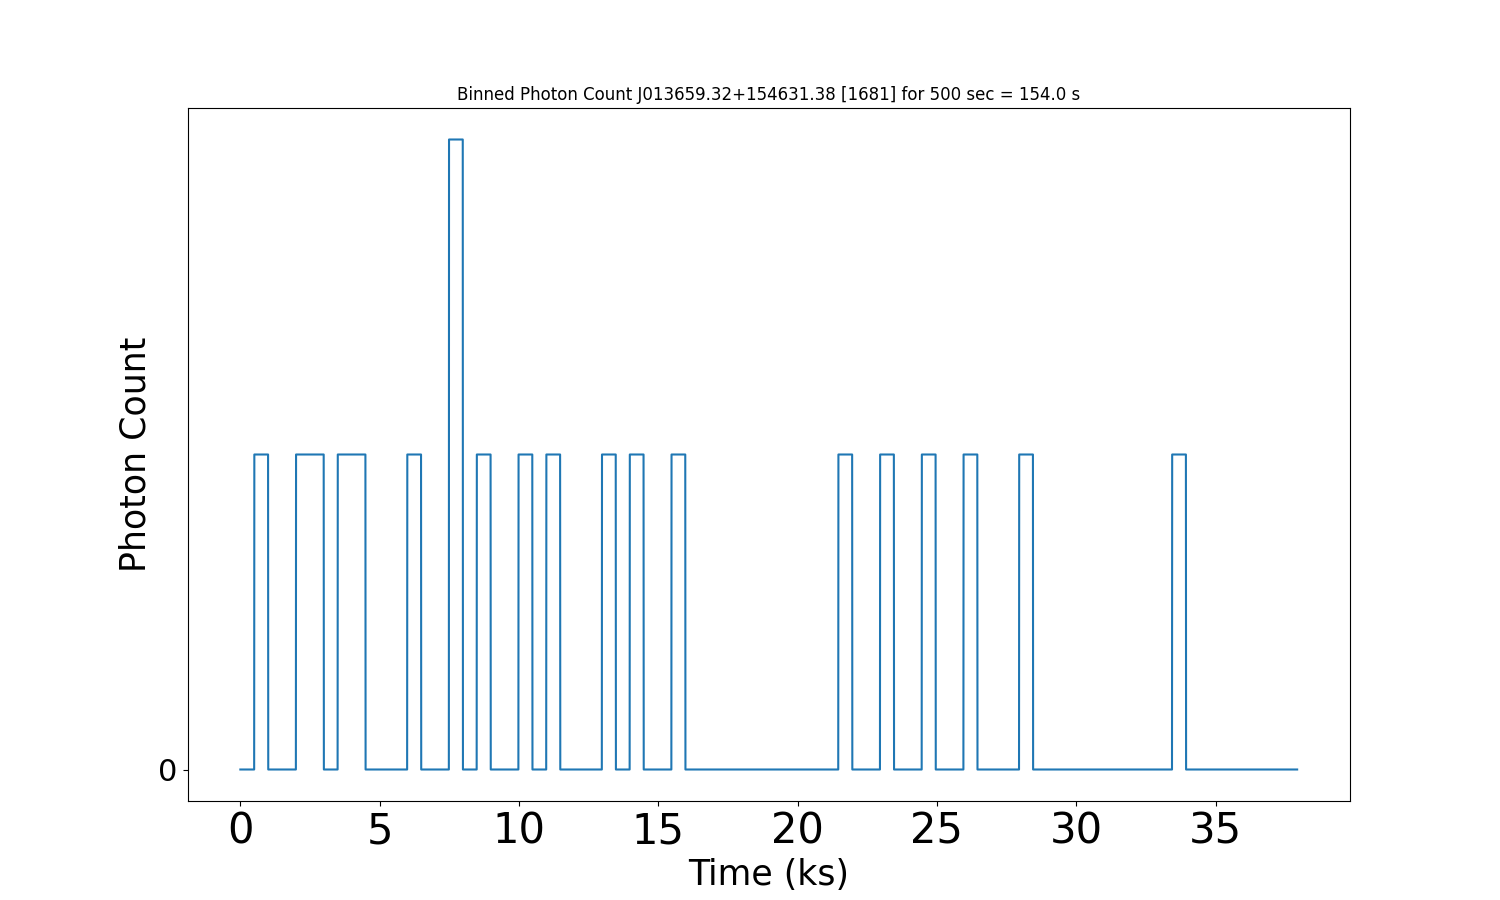 Binned Photon Count J013659.32+154631.38 [1681] for 500 sec = 154.0 s
Photon Count
0
0 5 10 15 20 25 30 35
Time (ks)